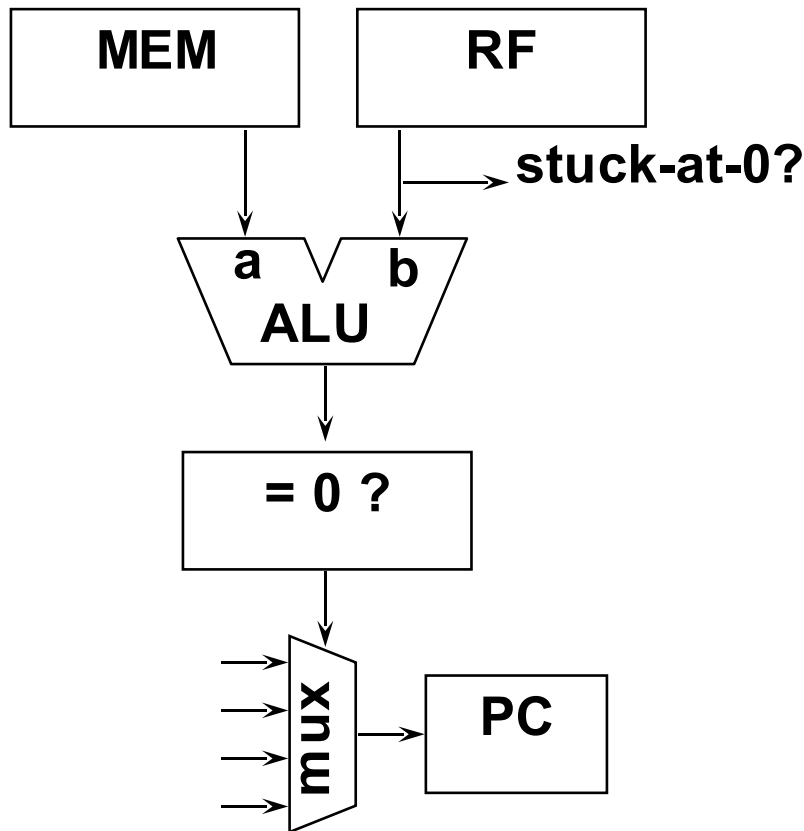 MEM
RF
stuck-at-0?
a
b
ALU
= 0 ?
mux
PC